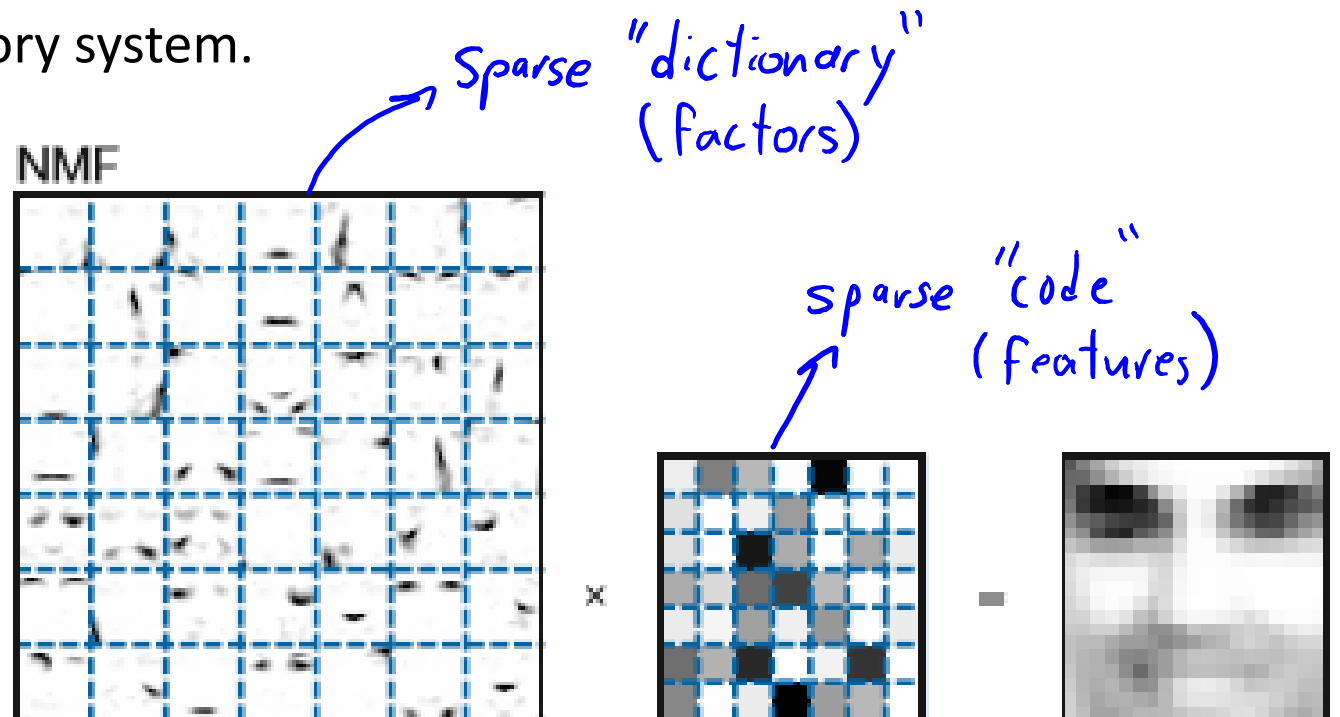 ory system.
Sparse "dictionary"
(factors)
NMF
sparse "code"
(features)
x
=